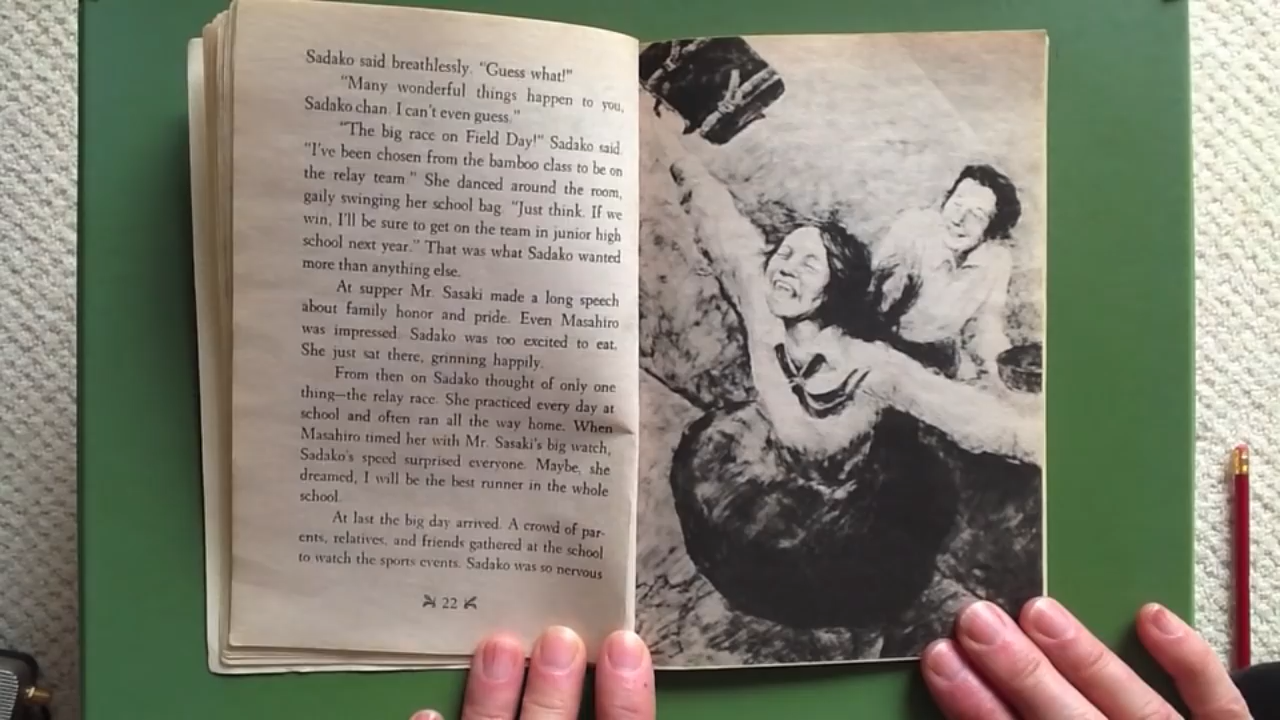 Sadako said breathlessly. "Guess what!"
"Many wonderful things happen to you,
Sadako chan. I can't even guess."
"The big race on Field Day!" Sadako said.
"I've been chosen from the bamboo class to be on
the relay team." She danced around the room,
gaily swinging her school bag. "Just think. If we
win, I'll be sure to get on the team in junior high
school next year." That was what Sadako wanted
more than anything else.
At supper Mr. Sasaki made a long speech
about family honor and pride. Even Masahiro
was impressed. Sadako was too excited to eat.
She just sat there, grinning happily.
From then on Sadako thought of only one
thing—the relay race. She practiced every day at
school and often ran all the way home. When
Masahiro timed her with Mr. Sasaki's big watch,
Sadako's speed surprised everyone. Maybe, she
dreamed, I will be the best runner in the whole
school.
At last the big day arrived. A crowd of par-
ents, relatives, and friends gathered at the school
to watch the sports events. Sadako was so nervous
22